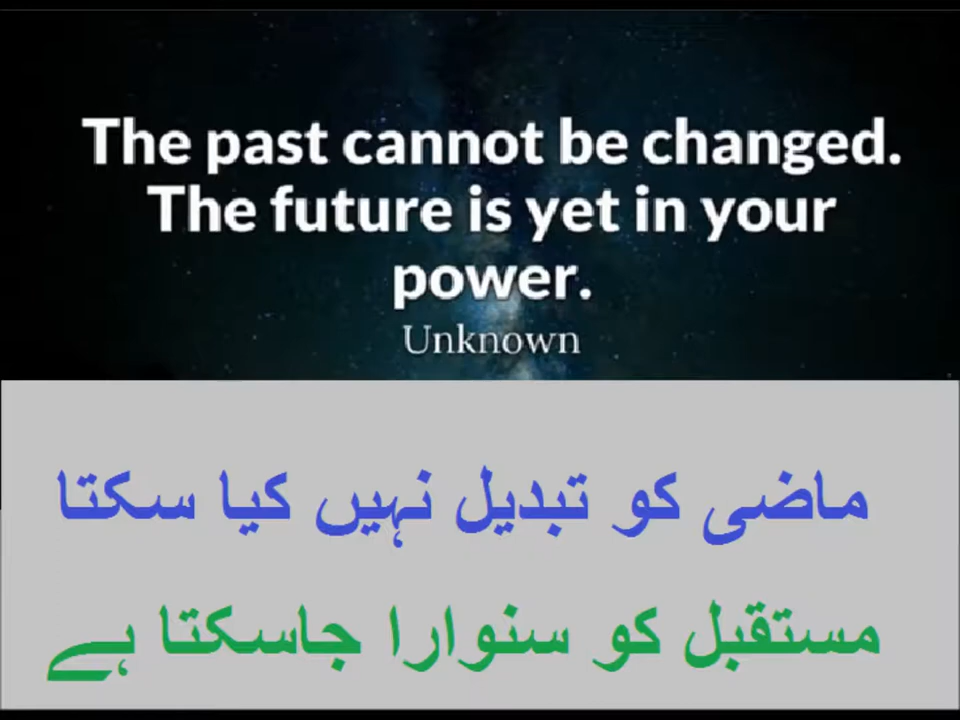 The past cannot be changed.
The future is yet in your
power.
Unknown
ماضی کو تبدیل نہیں کیا سکتا
مستقبل کو سنوارا جاسکتا ہے